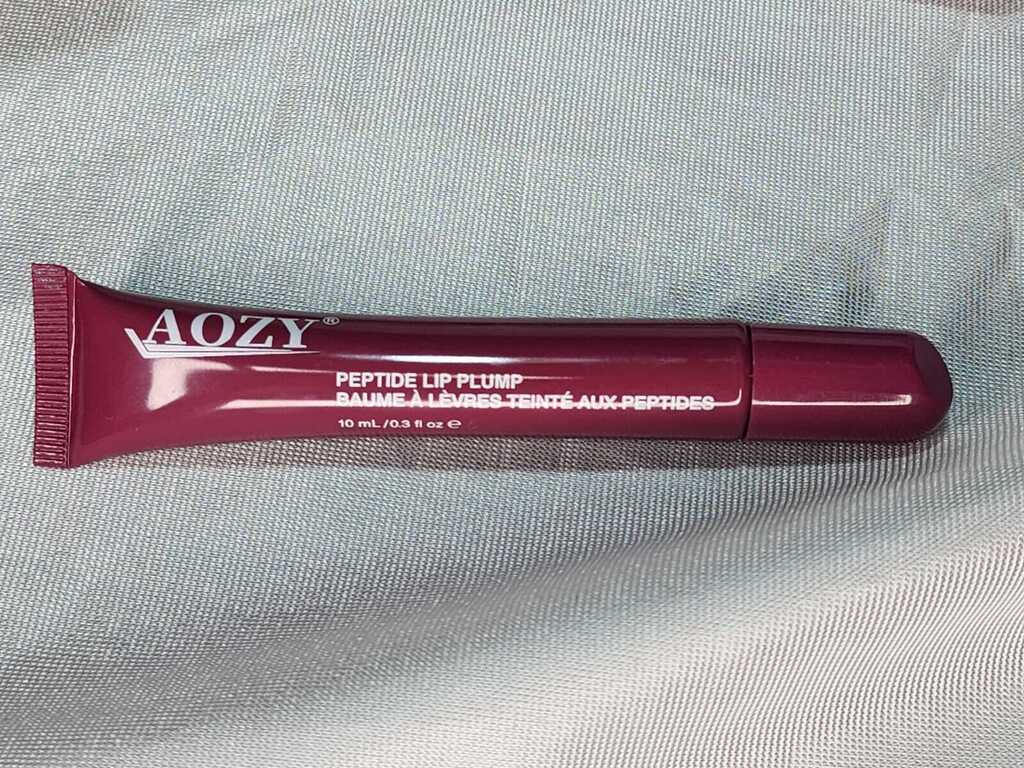 AOZY®
PEPTIDE LIP PLUMP
BAUME À LÈVRES TEINTÉ AUX PEPTIDES
10 mL/0.3 fl oz ℮